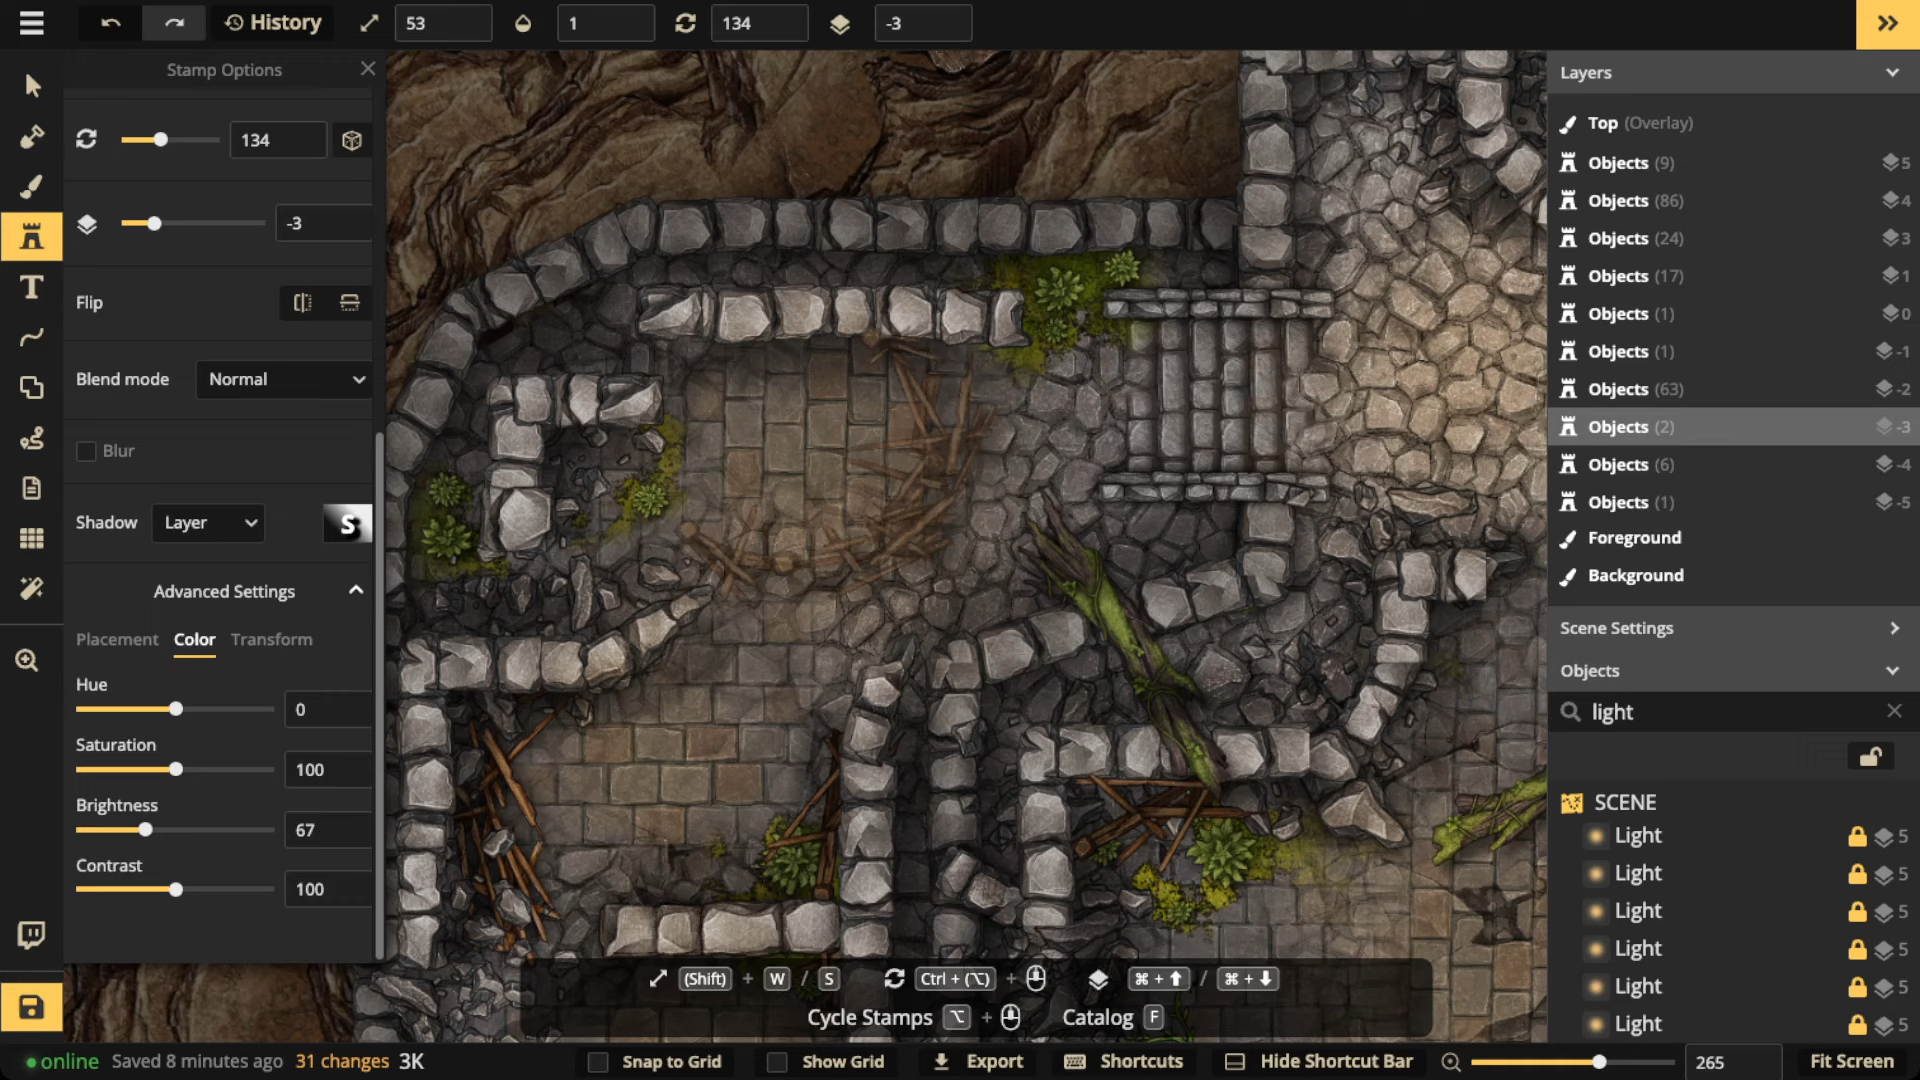 History
53
1
134
-3
Stamp Options
134
-3
Flip
Blend mode
Normal
Blur
Shadow
Layer
S
Advanced Settings
Placement
Color
Transform
Hue
0
Saturation
100
Brightness
67
Contrast
100
Layers
Top (Overlay)
Objects (9) 5
Objects (86) 4
Objects (24) 3
Objects (17) 1
Objects (1) 0
Objects (1) -1
Objects (63) -2
Objects (2) -3
Objects (6) -4
Objects (1) -5
Foreground
Background
Scene Settings
Objects
light
SCENE
Light 5
Light 5
Light 5
Light 5
Light 5
Light 5
(Shift) + W / S Ctrl + (⌥) + ⌘ + ⬆ / ⌘ + ⬇
Cycle Stamps ⌥ + Catalog F
online Saved 8 minutes ago 31 changes 3K Snap to Grid Show Grid Export Shortcuts Hide Shortcut Bar 265 Fit Screen